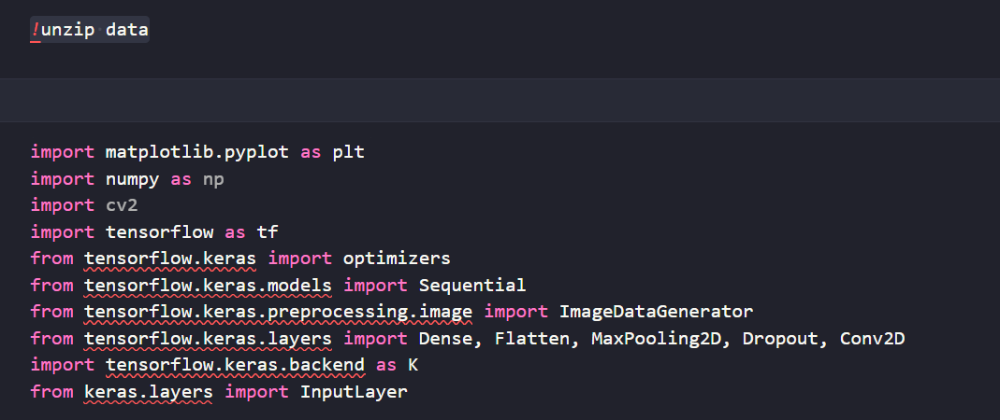 !unzip data
import matplotlib.pyplot as plt
import numpy as np
import cv2
import tensorflow as tf
from tensorflow.keras import optimizers
from tensorflow.keras.models import Sequential
from tensorflow.keras.preprocessing.image import ImageDataGenerator
from tensorflow.keras.layers import Dense, Flatten, MaxPooling2D, Dropout, Conv2D
import tensorflow.keras.backend as K
from keras.layers import InputLayer